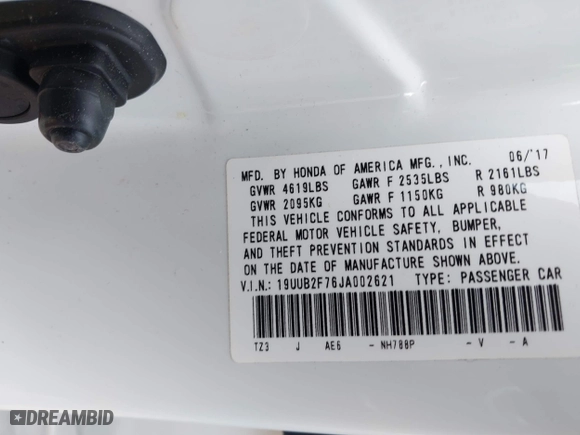 MFD. BY HONDA OF AMERICA MFG., INC. 06/'17
GVWR 4619LBS GAWR F 2535LBS R 2161LBS
GVWR 2095KG GAWR F 1150KG R 980KG
THIS VEHICLE CONFORMS TO ALL APPLICABLE
FEDERAL MOTOR VEHICLE SAFETY, BUMPER,
AND THEFT PREVENTION STANDARDS IN EFFECT
ON THE DATE OF MANUFACTURE SHOWN ABOVE.
V.I.N.: 19UUB2F76JA002621 TYPE: PASSENGER CAR
TZ3 J AE6 - NH788P - V - A
DREAMBID